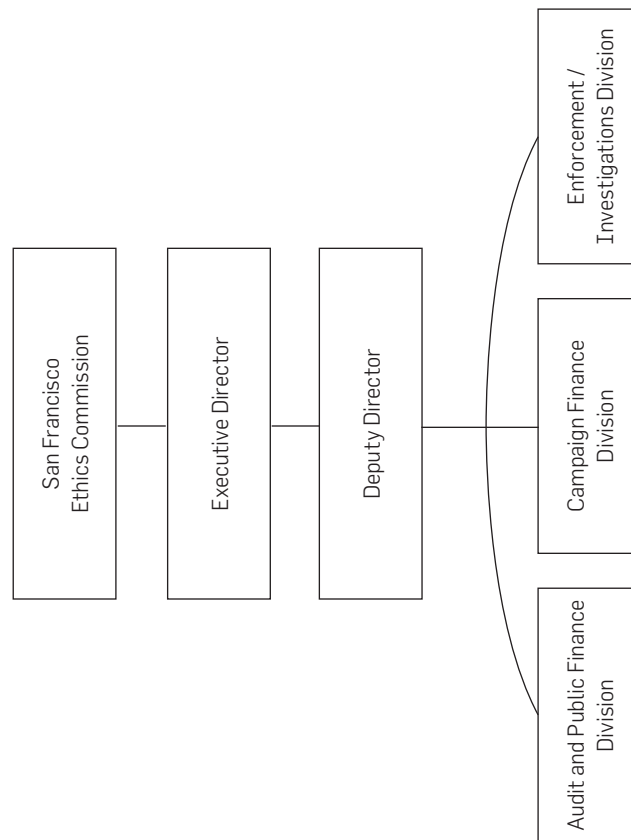 San Francisco
Ethics Commission
Executive Director
Deputy Director
Audit and Public Finance
Division
Campaign Finance
Division
Enforcement /
Investigations Division